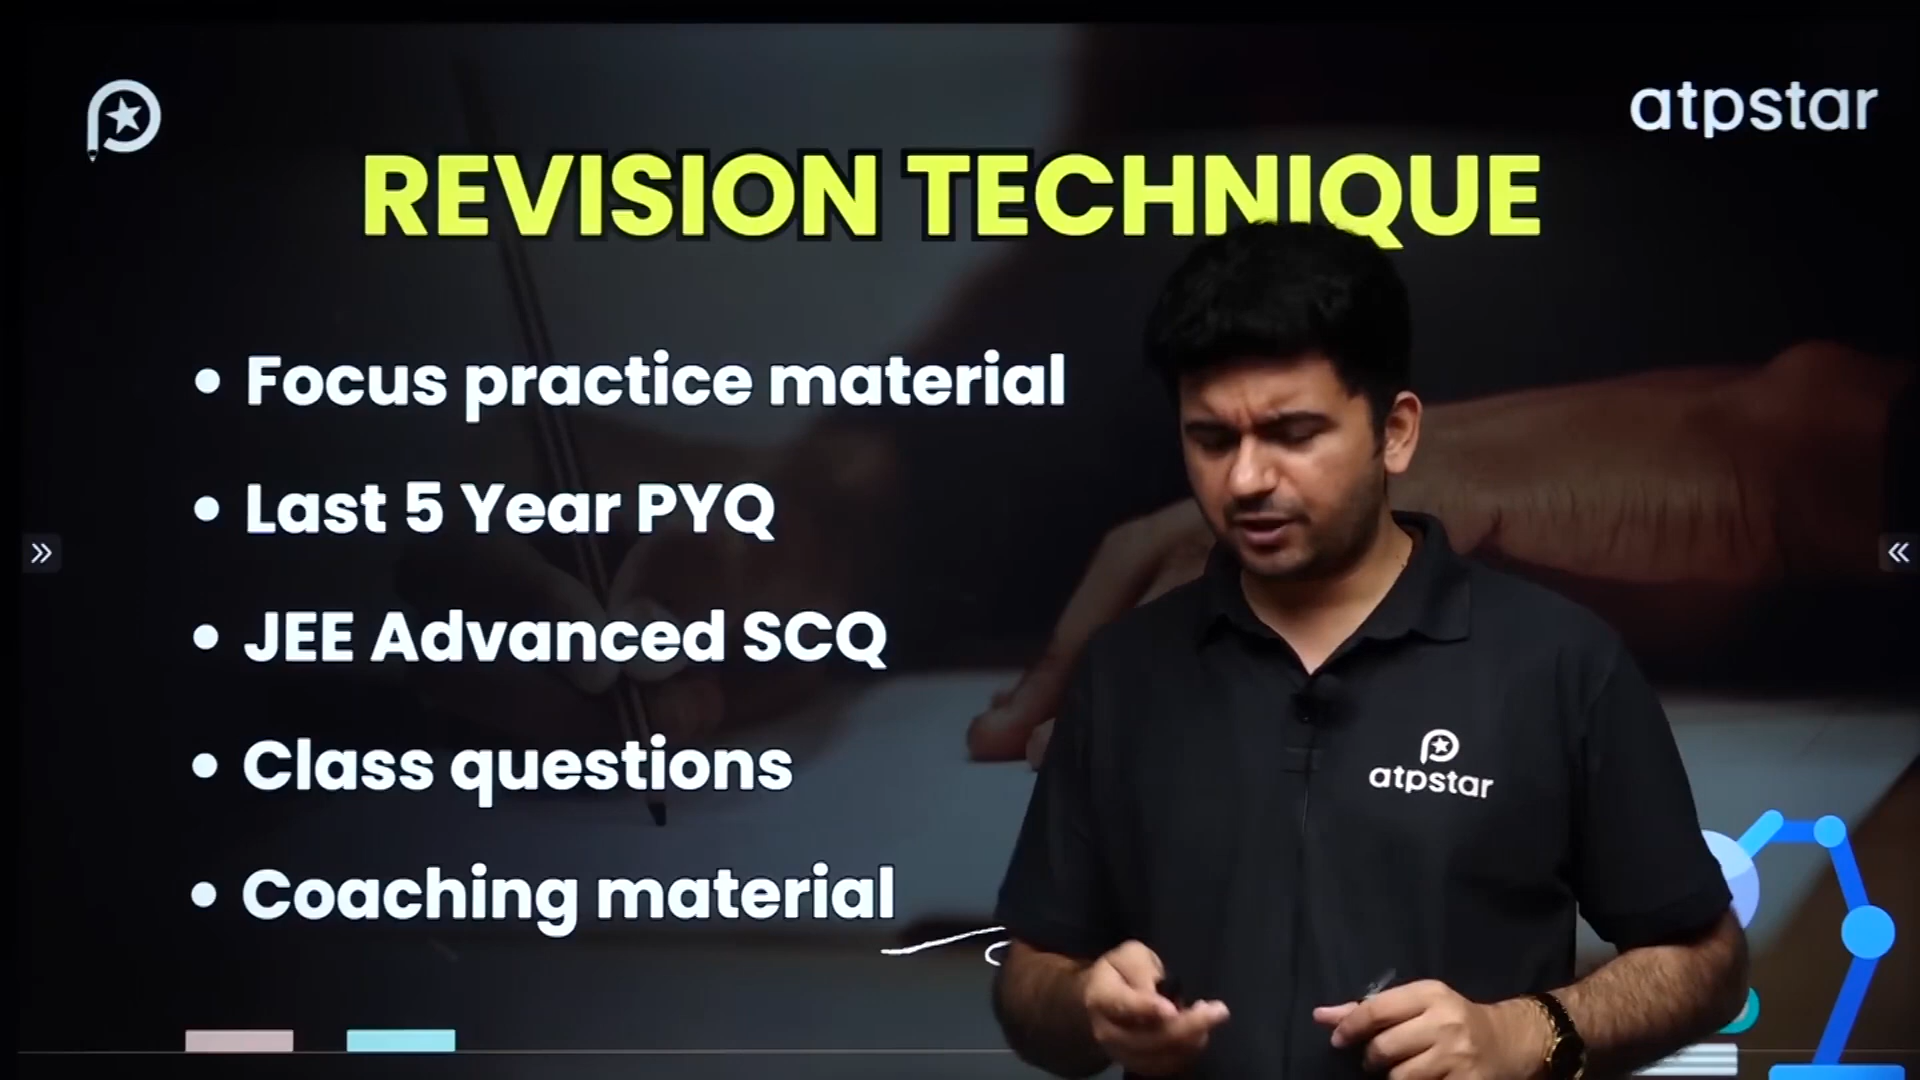 atpstar
REVISION TECHNIQUE
• Focus practice material
• Last 5 Year PYQ
• JEE Advanced SCQ
• Class questions
• Coaching material
atpstar